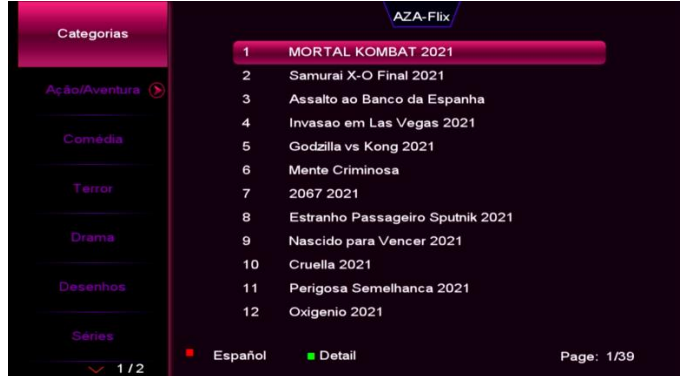 AZA-Flix
Categorias
Ação/Aventura
Comédia
Terror
Drama
Desenhos
Séries
1/2
1 MORTAL KOMBAT 2021
2 Samurai X-O Final 2021
3 Assalto ao Banco da Espanha
4 Invasao em Las Vegas 2021
5 Godzilla vs Kong 2021
6 Mente Criminosa
7 2067 2021
8 Estranho Passageiro Sputnik 2021
9 Nascido para Vencer 2021
10 Cruella 2021
11 Perigosa Semelhanca 2021
12 Oxigenio 2021
Español Detail Page: 1/39